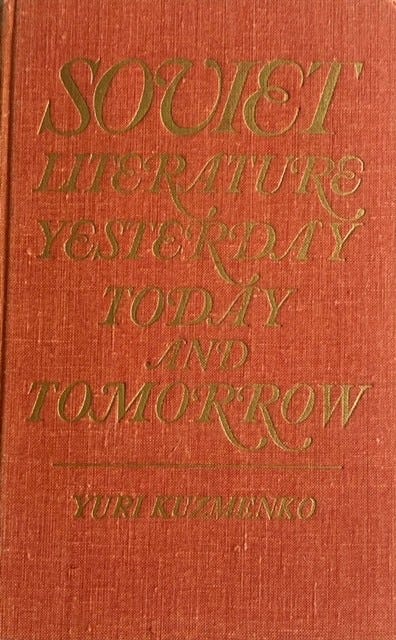 SOVIET
LITERATURE
YESTERDAY
TODAY
AND
TOMORROW
YURI KUZMENKO